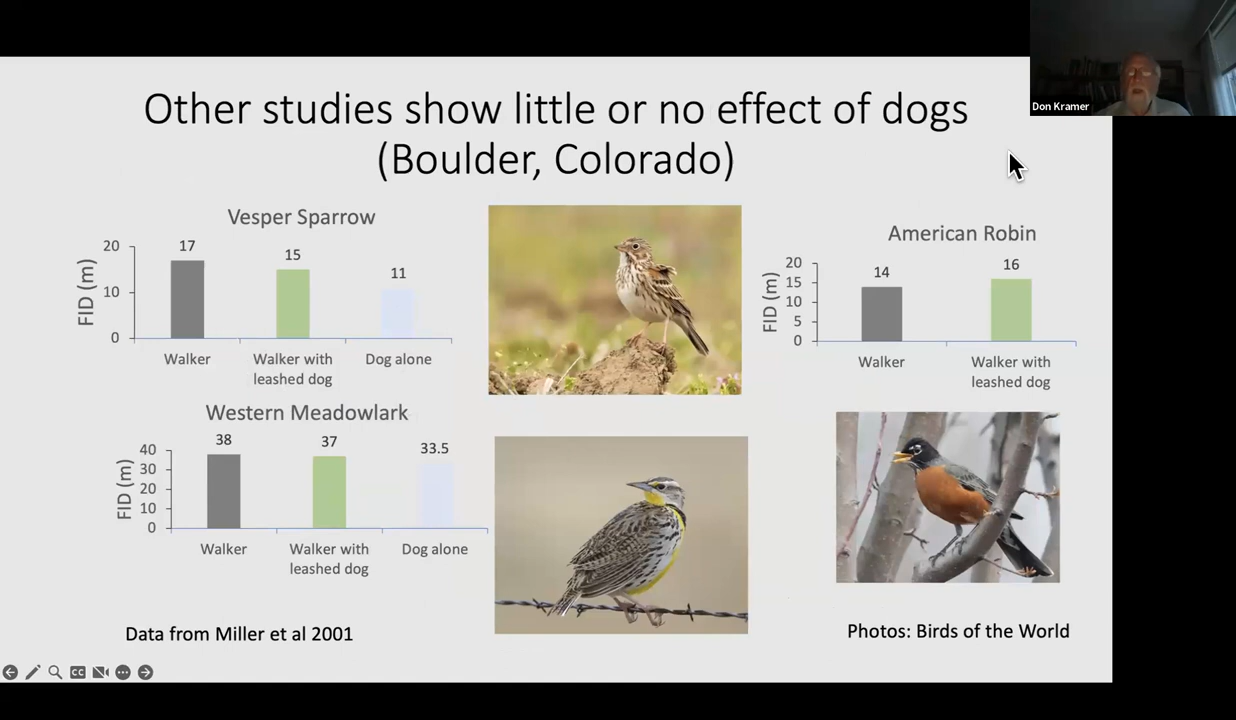 Other studies show little or no effect of dogs
(Boulder, Colorado)
Don Kramer
Vesper Sparrow
FID (m)
20
10
0
17
15
11
Walker
Walker with
leashed dog
Dog alone
American Robin
FID (m)
20
15
10
5
0
14
16
Walker
Walker with
leashed dog
Western Meadowlark
FID (m)
40
30
20
10
0
38
37
33.5
Walker
Walker with
leashed dog
Dog alone
Data from Miller et al 2001
Photos: Birds of the World
CC